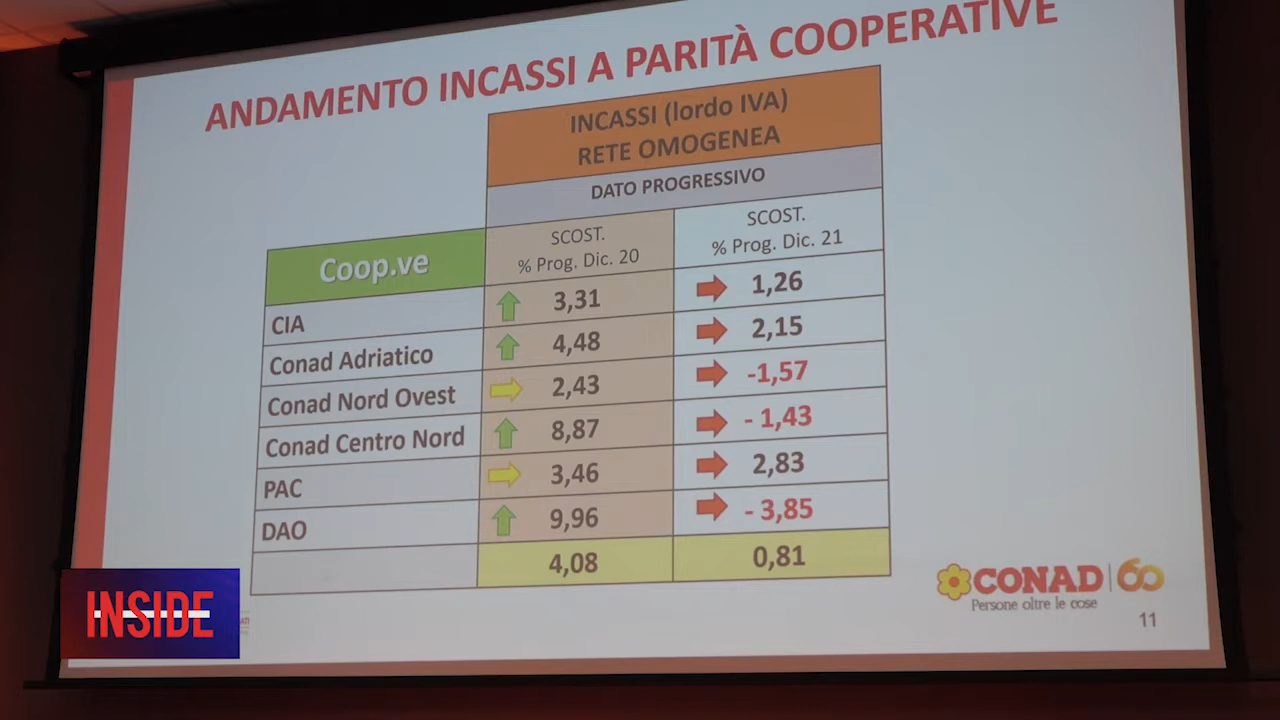 ANDAMENTO INCASSI A PARITÀ COOPERATIVE
INCASSI (lordo IVA)
RETE OMOGENEA
DATO PROGRESSIVO
Coop.ve
SCOST.
% Prog. Dic. 20
SCOST.
% Prog. Dic. 21
CIA 3,31 1,26
Conad Adriatico 4,48 2,15
Conad Nord Ovest 2,43 -1,57
Conad Centro Nord 8,87 - 1,43
PAC 3,46 2,83
DAO 9,96 - 3,85
4,08 0,81
CONAD 60
Persone oltre le cose
11
INSIDE